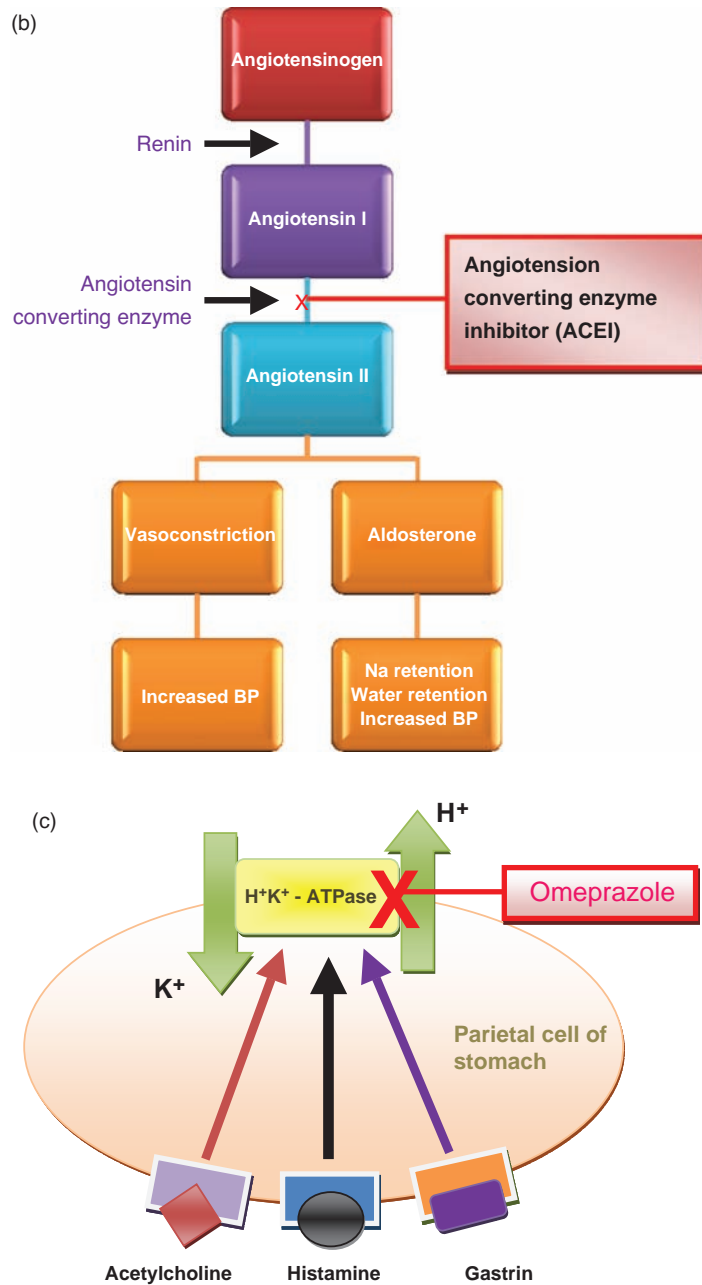 (b)
Angiotensinogen
Renin
Angiotensin I
Angiotensin
converting enzyme
X
Angiotension
converting enzyme
inhibitor (ACEI)
Angiotensin II
Vasoconstriction
Aldosterone
Increased BP
Na retention
Water retention
Increased BP
(c)
H+
H+K+ - ATPase
X
Omeprazole
K+
Parietal cell of
stomach
Acetylcholine
Histamine
Gastrin